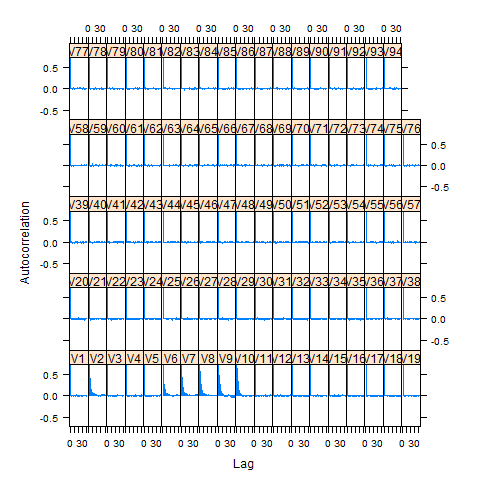 0 30 0 30 0 30 0 30 0 30 0 30 0 30 0 30 0 30
V77 V78 V79 V80 V81 V82 V83 V84 V85 V86 V87 V88 V89 V90 V91 V92 V93 V94
0.5
0.0
-0.5
V58 V59 V60 V61 V62 V63 V64 V65 V66 V67 V68 V69 V70 V71 V72 V73 V74 V75 V76
0.5
0.0
-0.5
V39 V40 V41 V42 V43 V44 V45 V46 V47 V48 V49 V50 V51 V52 V53 V54 V55 V56 V57
0.5
0.0
-0.5
V20 V21 V22 V23 V24 V25 V26 V27 V28 V29 V30 V31 V32 V33 V34 V35 V36 V37 V38
0.5
0.0
-0.5
V1 V2 V3 V4 V5 V6 V7 V8 V9 V10 V11 V12 V13 V14 V15 V16 V17 V18 V19
0.5
0.0
-0.5
0 30 0 30 0 30 0 30 0 30 0 30 0 30 0 30 0 30 0 30
Lag
Autocorrelation